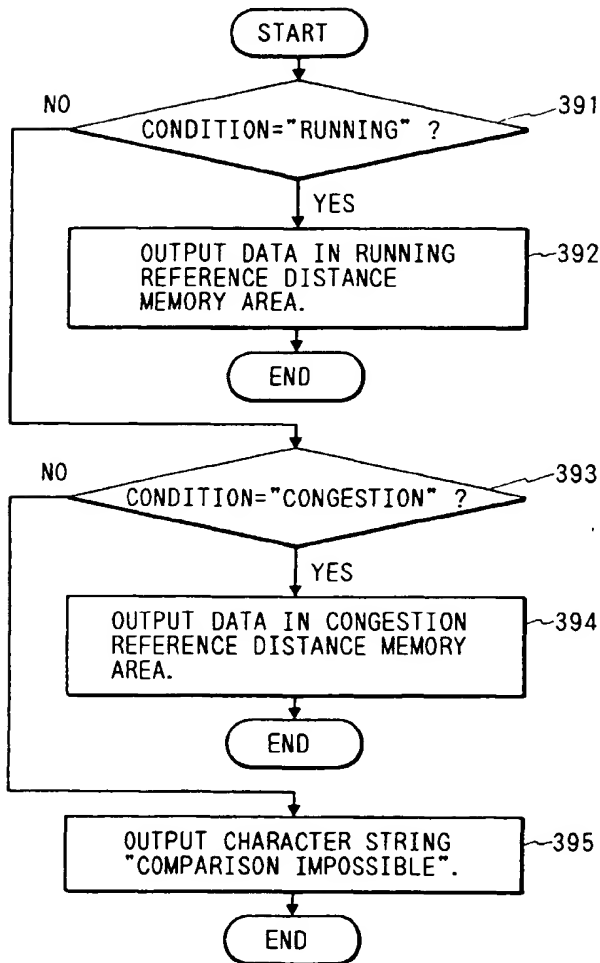 START
NO
CONDITION="RUNNING" ?
391
YES
OUTPUT DATA IN RUNNING
REFERENCE DISTANCE
MEMORY AREA.
392
END
NO
CONDITION="CONGESTION" ?
393
YES
OUTPUT DATA IN CONGESTION
REFERENCE DISTANCE MEMORY
AREA.
394
END
OUTPUT CHARACTER STRING
"COMPARISON IMPOSSIBLE".
395
END